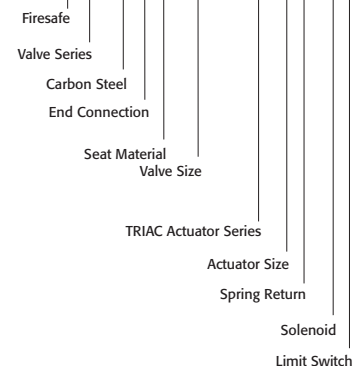 Firesafe
Valve Series
Carbon Steel
End Connection
Seat Material
Valve Size
TRIAC Actuator Series
Actuator Size
Spring Return
Solenoid
Limit Switch